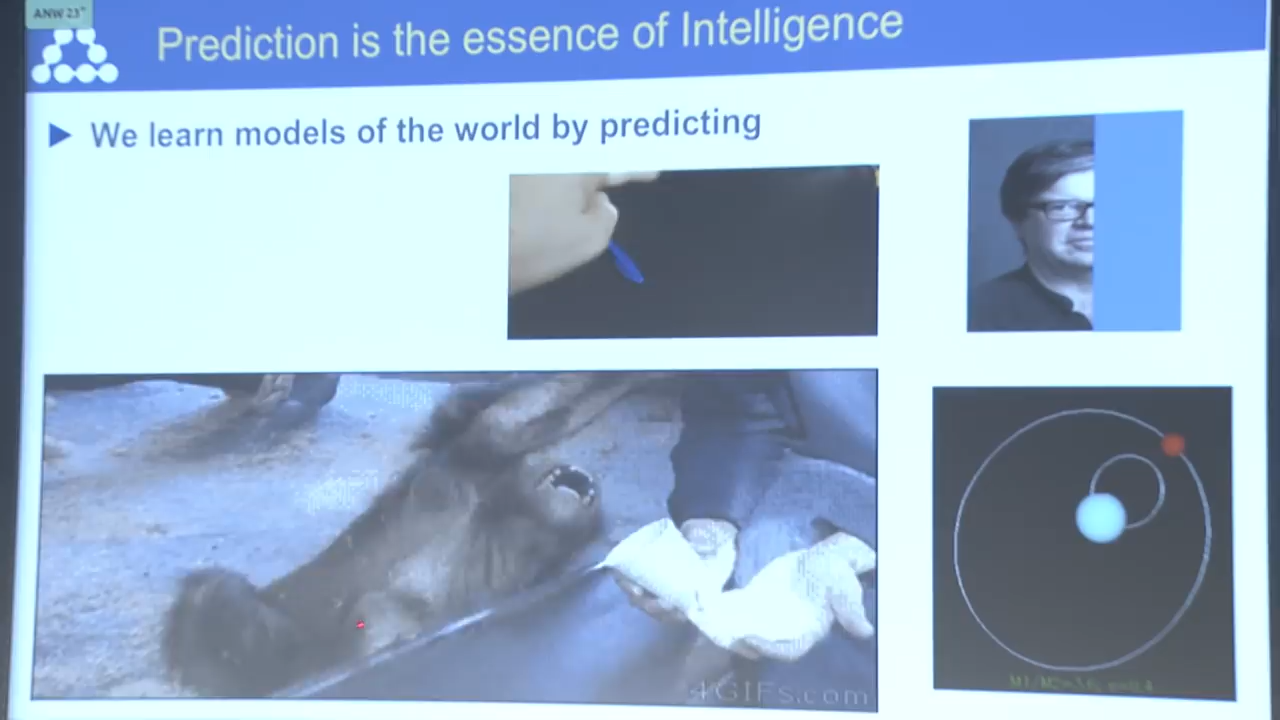 ANW 23"
Prediction is the essence of Intelligence
We learn models of the world by predicting
4GIFs.com